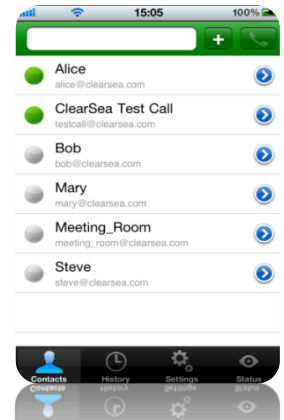 15:05 100%
+
Alice
alice@clearsea.com
ClearSea Test Call
testcall@clearsea.com
Bob
bob@clearsea.com
Mary
mary@clearsea.com
Meeting_Room
meeting_room@clearsea.com
Steve
steve@clearsea.com
Contacts History Settings Status